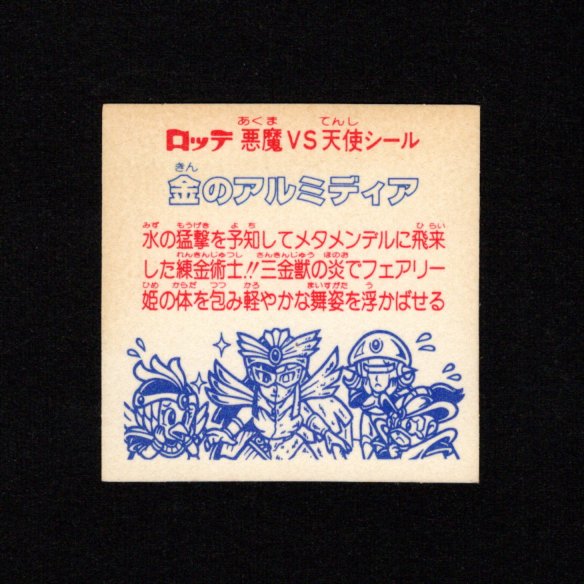 ロッテ 悪魔VS天使シール
金のアルミディア
水の猛撃を予知してメタメンデルに飛来
した練金術士!!三金獣の炎でフェアリー
姫の体を包み軽やかな舞姿を浮かばせる